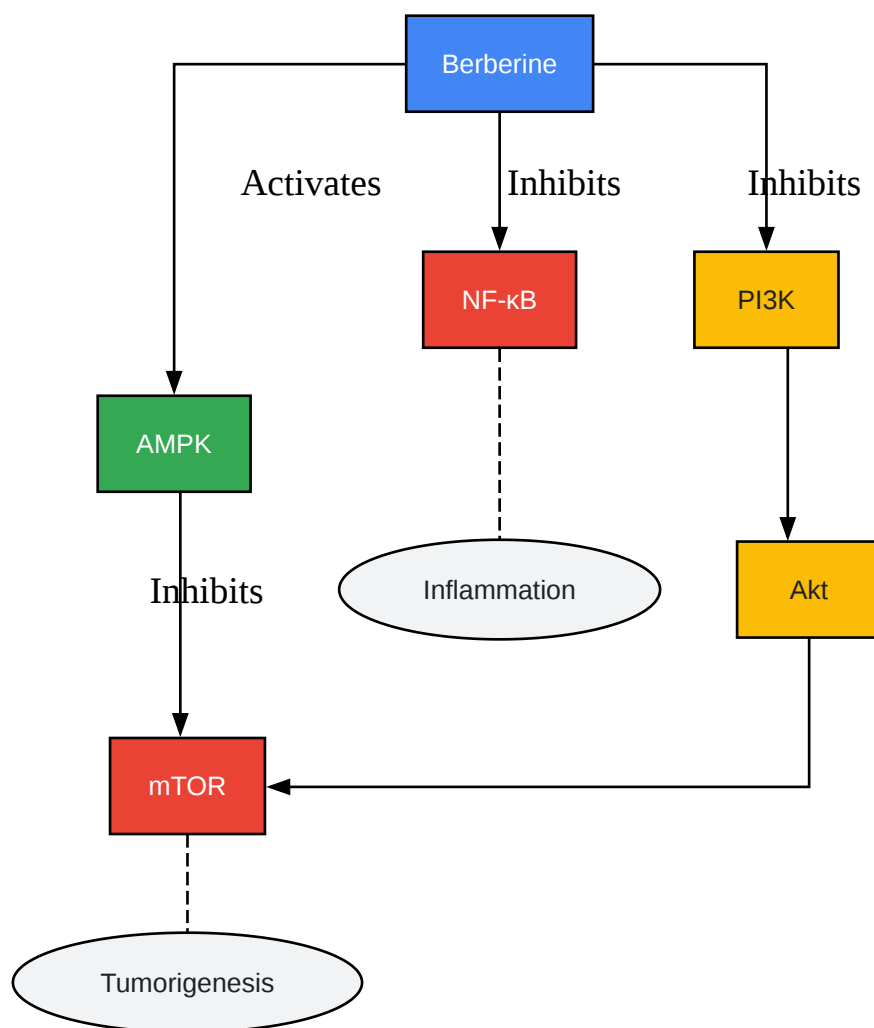 Berberine
Activates
Inhibits
Inhibits
NF-κB
PI3K
AMPK
Inhibits
Inflammation
Akt
mTOR
Tumorigenesis